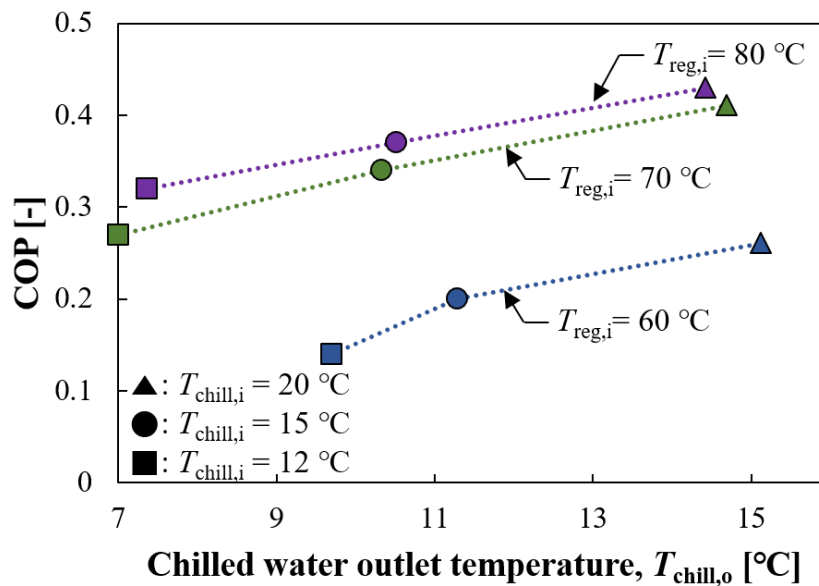 0.5
0.4
0.3
0.2
0.1
0
COP [-]
T_reg,i = 80 °C
T_reg,i = 70 °C
T_reg,i = 60 °C
▲: T_chill,i = 20 °C
●: T_chill,i = 15 °C
■: T_chill,i = 12 °C
7 9 11 13 15
Chilled water outlet temperature, T_chill,o [°C]